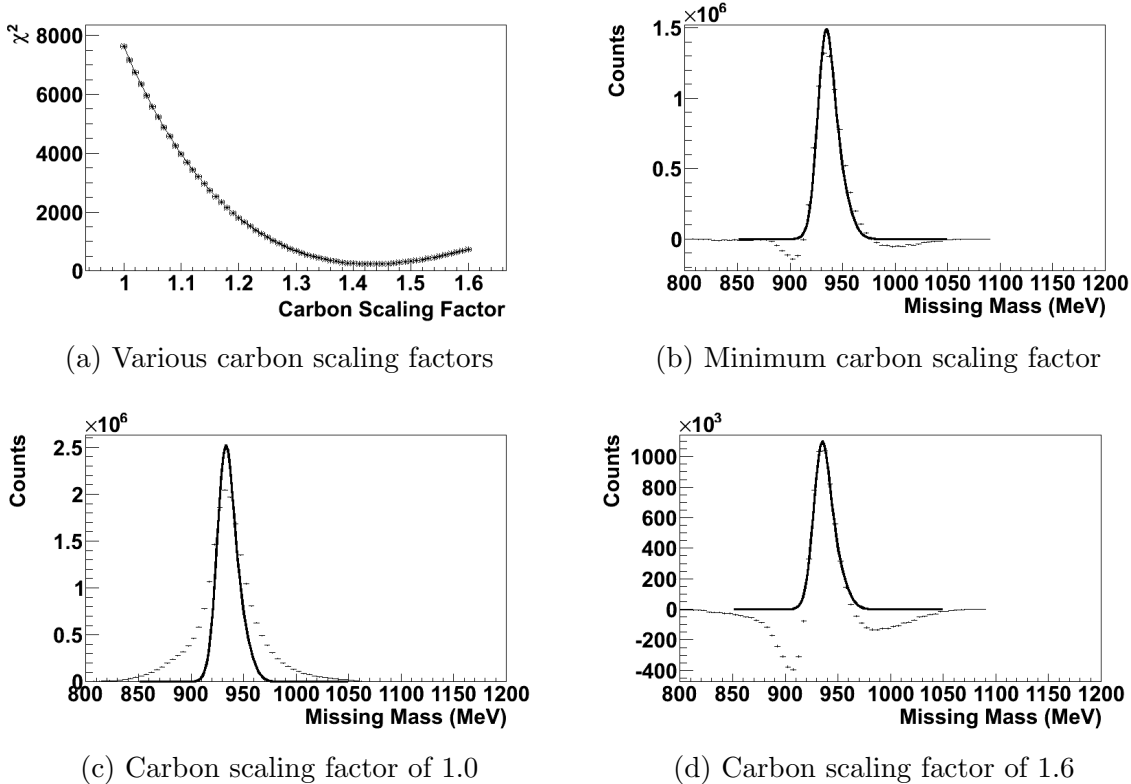 χ²
8000
6000
4000
2000
0
1 1.1 1.2 1.3 1.4 1.5 1.6
Carbon Scaling Factor
(a) Various carbon scaling factors
×10⁶
Counts
1.5
1
0.5
0
800 850 900 950 1000 1050 1100 1150 1200
Missing Mass (MeV)
(b) Minimum carbon scaling factor
×10⁶
Counts
2.5
2
1.5
1
0.5
0
800 850 900 950 1000 1050 1100 1150 1200
Missing Mass (MeV)
(c) Carbon scaling factor of 1.0
×10³
Counts
1000
800
600
400
200
0
-200
-400
800 850 900 950 1000 1050 1100 1150 1200
Missing Mass (MeV)
(d) Carbon scaling factor of 1.6